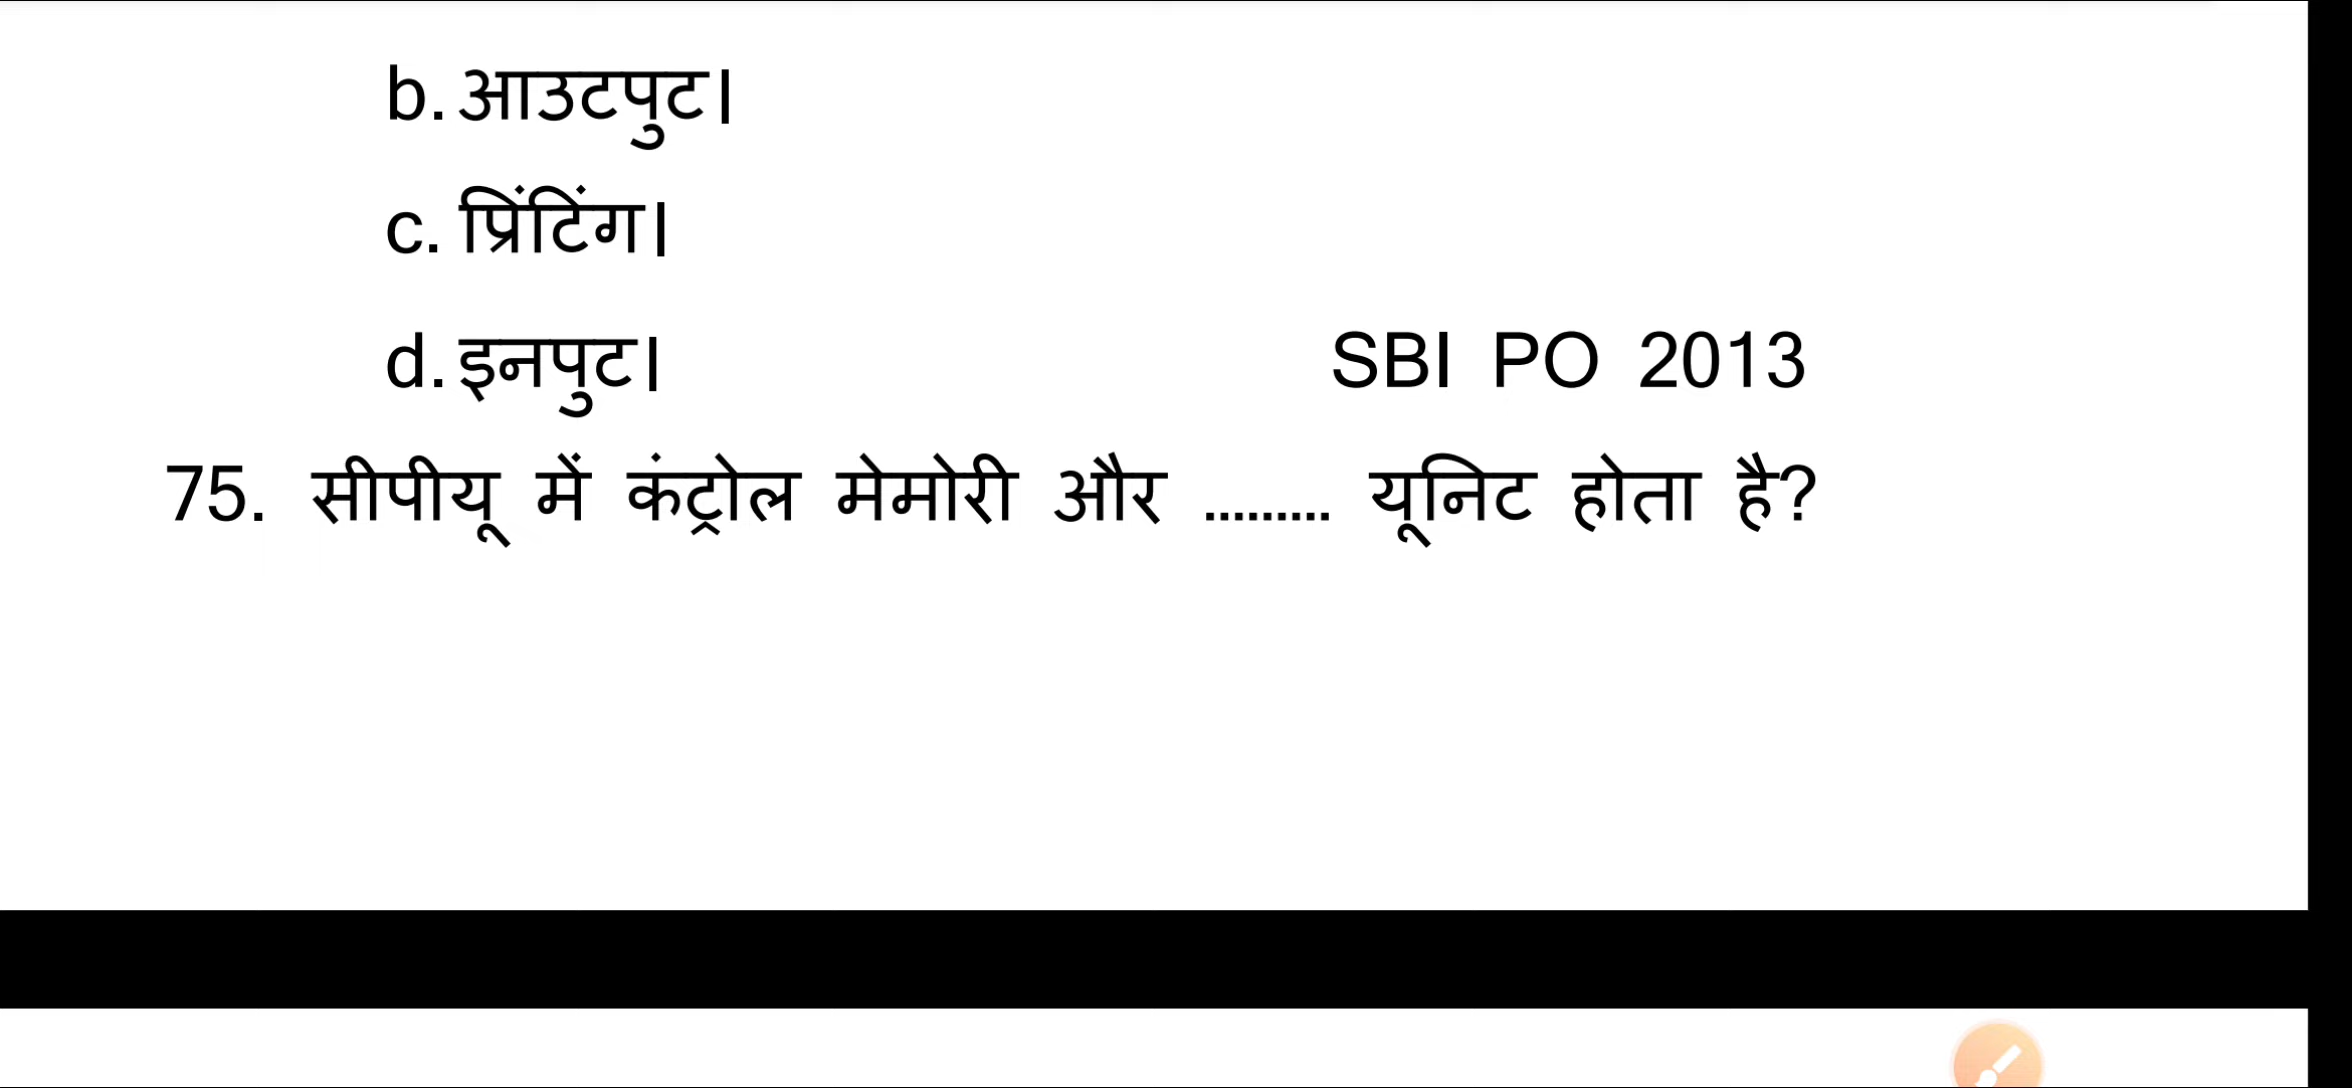 b. आउटपुट।
c. प्रिंटिंग।
d. इनपुट। SBI PO 2013
75. सीपीयू में कंट्रोल मेमोरी और ......... यूनिट होता है?